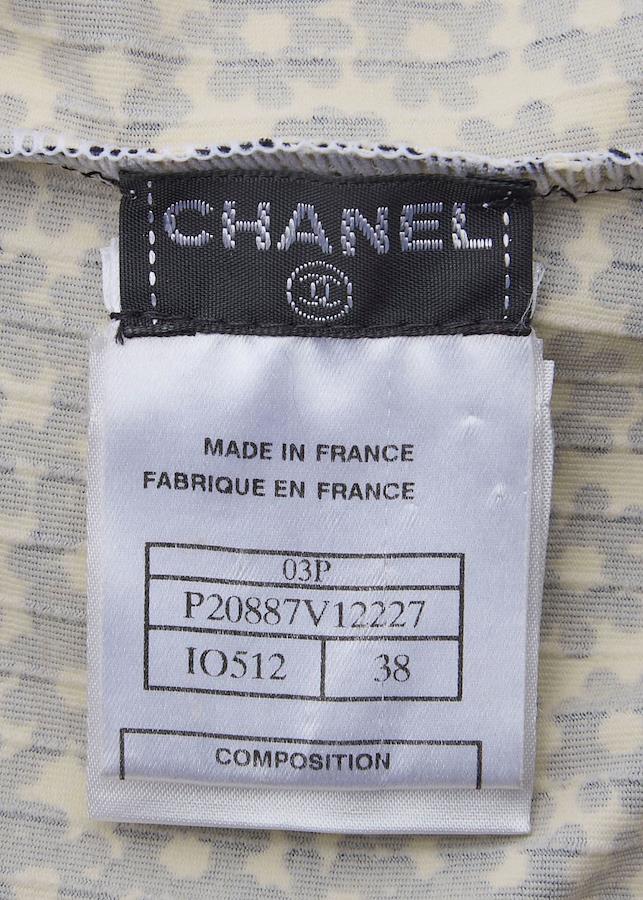 CHANEL
MADE IN FRANCE
FABRIQUE EN FRANCE
03P
P20887V12227
IO512 38
COMPOSITION